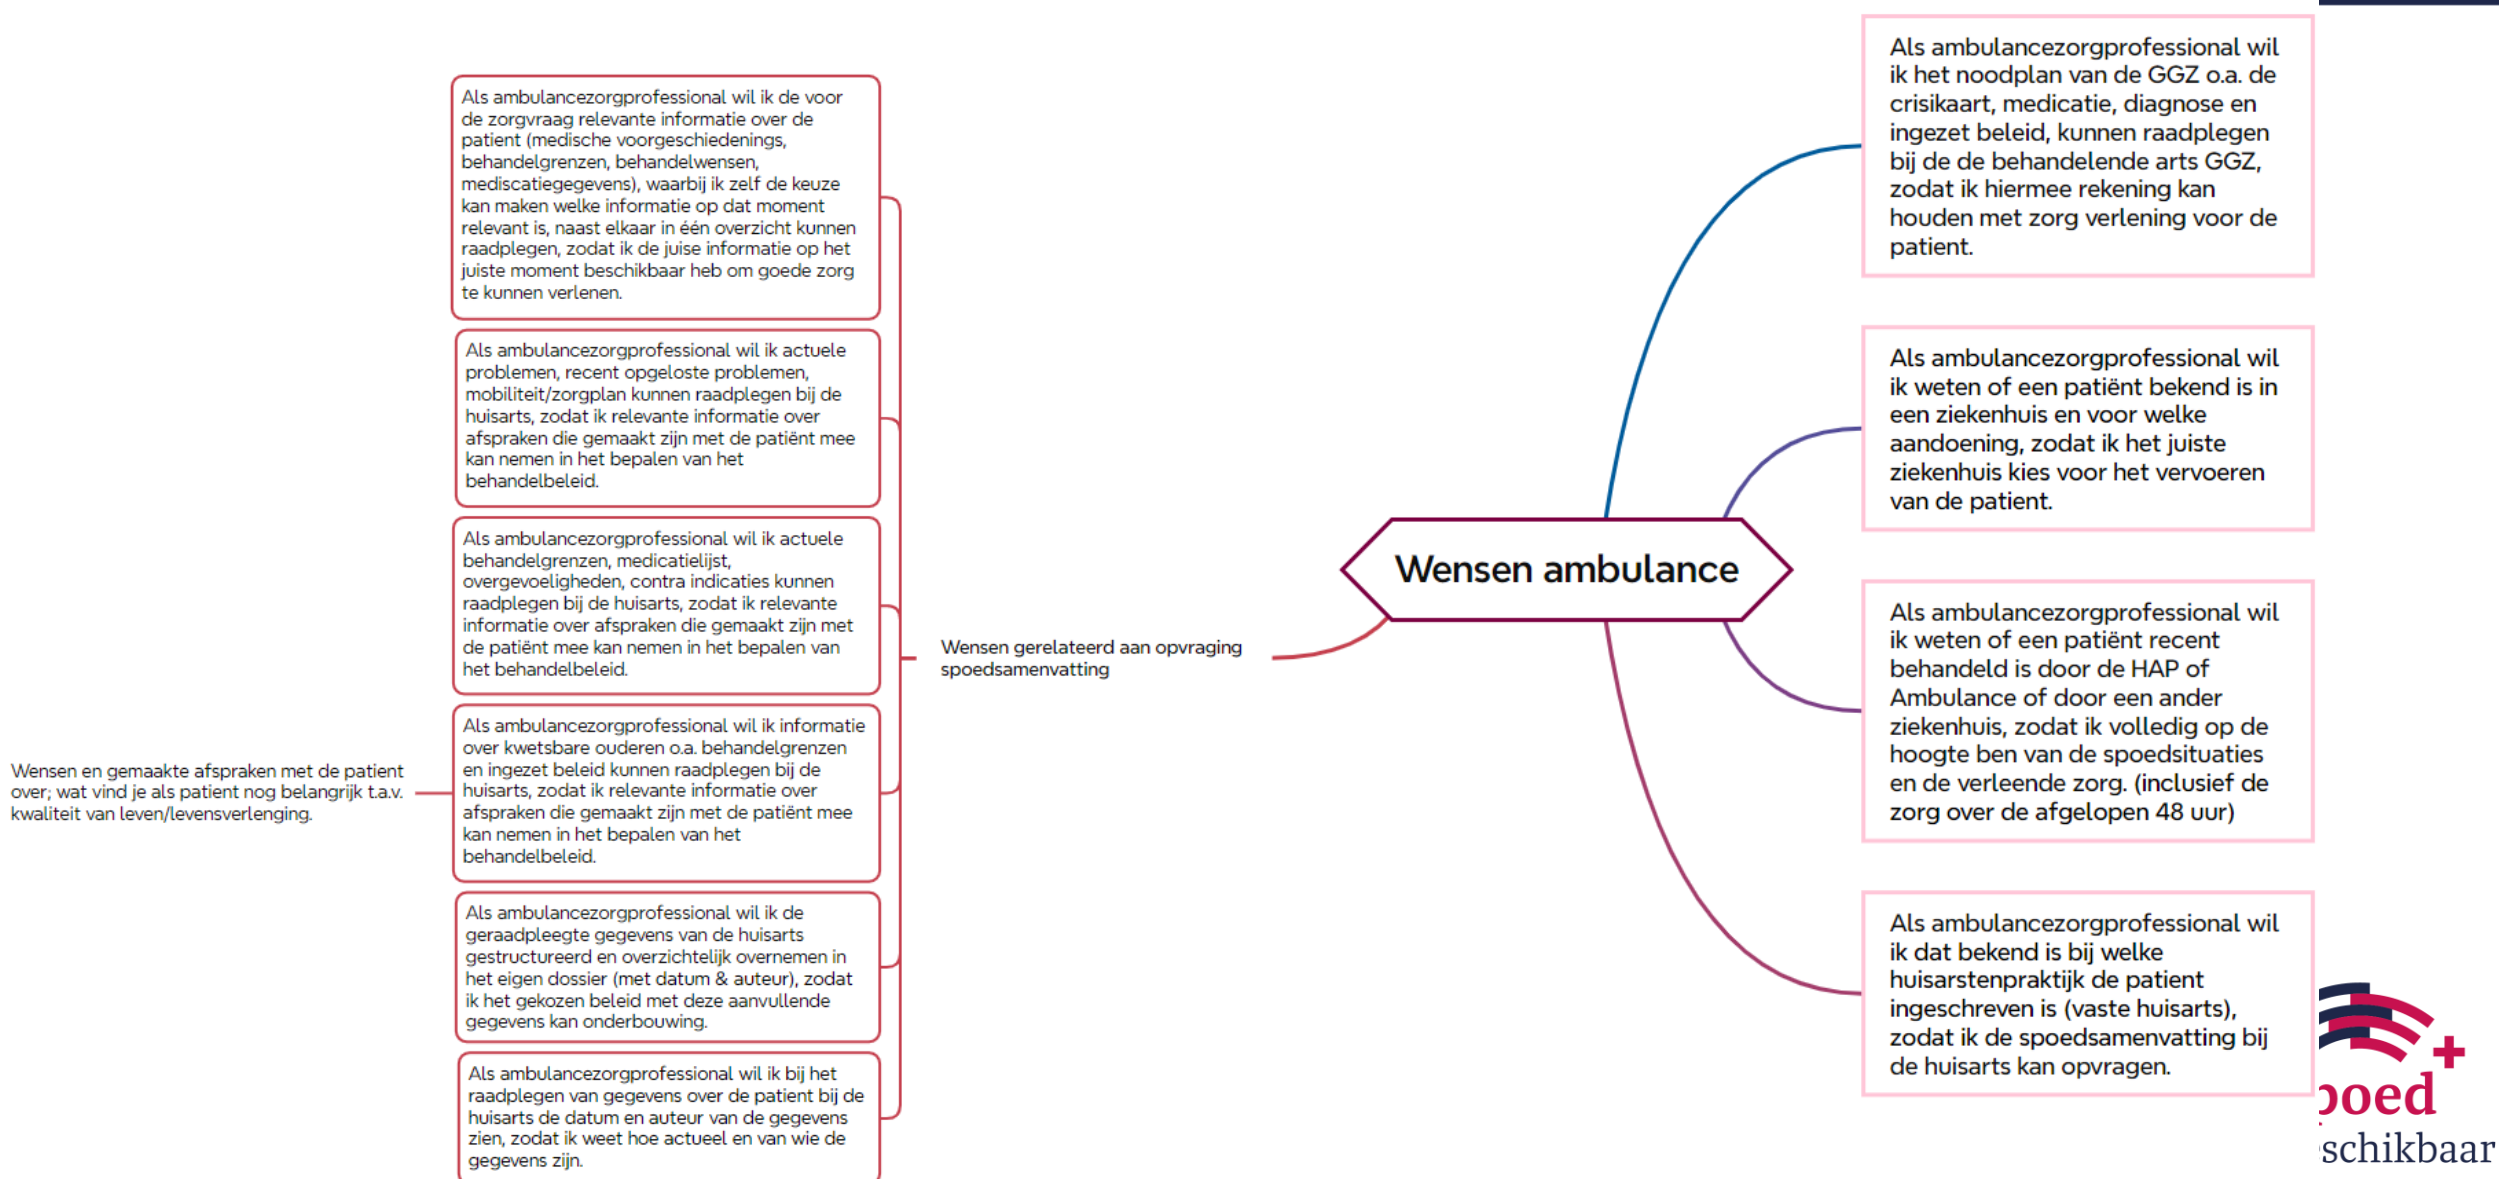 Als ambulancezorgprofessional wil ik de voor
de zorgvraag relevante informatie over de
patient (medische voorgeschiedenings,
behandelgrenzen, behandelwensen,
mediscatiegegevens), waarbij ik zelf de keuze
kan maken welke informatie op dat moment
relevant is, naast elkaar in één overzicht kunnen
raadplegen, zodat ik de juise informatie op het
juiste moment beschikbaar heb om goede zorg
te kunnen verlenen.
Als ambulancezorgprofessional wil ik actuele
problemen, recent opgeloste problemen,
mobiliteit/zorgplan kunnen raadplegen bij de
huisarts, zodat ik relevante informatie over
afspraken die gemaakt zijn met de patiënt mee
kan nemen in het bepalen van het
behandelbeleid.
Als ambulancezorgprofessional wil ik actuele
behandelgrenzen, medicatielijst,
overgevoeligheden, contra indicaties kunnen
raadplegen bij de huisarts, zodat ik relevante
informatie over afspraken die gemaakt zijn met
de patiënt mee kan nemen in het bepalen van
het behandelbeleid.
Wensen en gemaakte afspraken met de patient
over; wat vind je als patient nog belangrijk t.a.v.
kwaliteit van leven/levensverlenging.
Als ambulancezorgprofessional wil ik informatie
over kwetsbare ouderen o.a. behandelgrenzen
en ingezet beleid kunnen raadplegen bij de
huisarts, zodat ik relevante informatie over
afspraken die gemaakt zijn met de patiënt mee
kan nemen in het bepalen van het
behandelbeleid.
Als ambulancezorgprofessional wil ik de
geraadpleegte gegevens van de huisarts
gestructureerd en overzichtelijk overnemen in
het eigen dossier (met datum & auteur), zodat
ik het gekozen beleid met deze aanvullende
gegevens kan onderbouwing.
Als ambulancezorgprofessional wil ik bij het
raadplegen van gegevens over de patient bij de
huisarts de datum en auteur van de gegevens
zien, zodat ik weet hoe actueel en van wie de
gegevens zijn.
Wensen gerelateerd aan opvraging
spoedsamenvatting
Wensen ambulance
Als ambulancezorgprofessional wil
ik het noodplan van de GGZ o.a. de
crisikaart, medicatie, diagnose en
ingezet beleid, kunnen raadplegen
bij de de behandelende arts GGZ,
zodat ik hiermee rekening kan
houden met zorg verlening voor de
patient.
Als ambulancezorgprofessional wil
ik weten of een patiënt bekend is in
een ziekenhuis en voor welke
aandoening, zodat ik het juiste
ziekenhuis kies voor het vervoeren
van de patient.
Als ambulancezorgprofessional wil
ik weten of een patiënt recent
behandeld is door de HAP of
Ambulance of door een ander
ziekenhuis, zodat ik volledig op de
hoogte ben van de spoedsituaties
en de verleende zorg. (inclusief de
zorg over de afgelopen 48 uur)
Als ambulancezorgprofessional wil
ik dat bekend is bij welke
huisarstenpraktijk de patient
ingeschreven is (vaste huisarts),
zodat ik de spoedsamenvatting bij
de huisarts kan opvragen.
poed
schikbaar